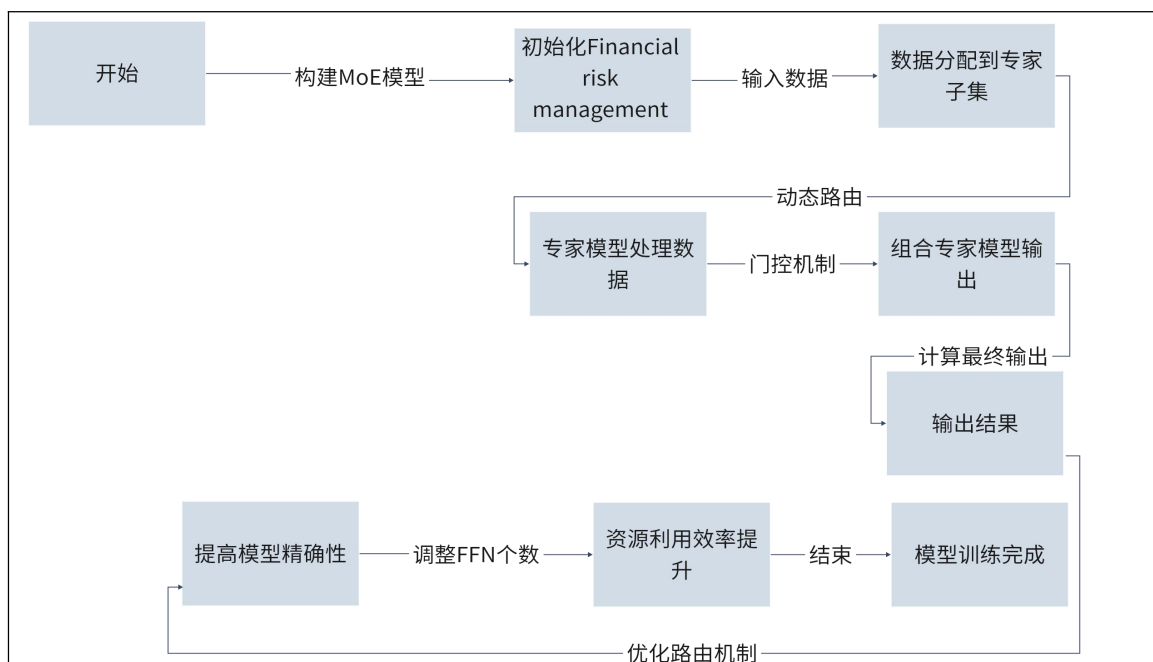 开始
构建MoE模型
初始化Financial
risk
management
输入数据
数据分配到专家
子集
动态路由
专家模型处理数
据
门控机制
组合专家模型输
出
计算最终输出
输出结果
优化路由机制
提高模型精确性
调整FFN个数
资源利用效率提
升
结束
模型训练完成